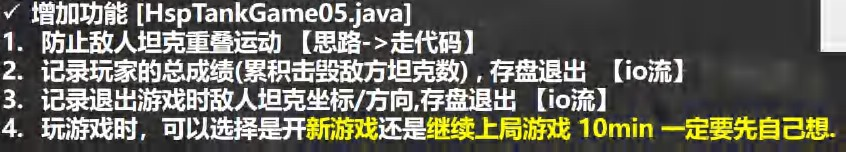 ✓ 增加功能 [HspTankGame05.java]
1. 防止敌人坦克重叠运动 【思路->走代码】
2. 记录玩家的总成绩(累积击毁敌方坦克数) , 存盘退出 【io流】
3. 记录退出游戏时敌人坦克坐标/方向,存盘退出 【io流】
4. 玩游戏时，可以选择是开新游戏还是继续上局游戏 10min 一定要先自己想.